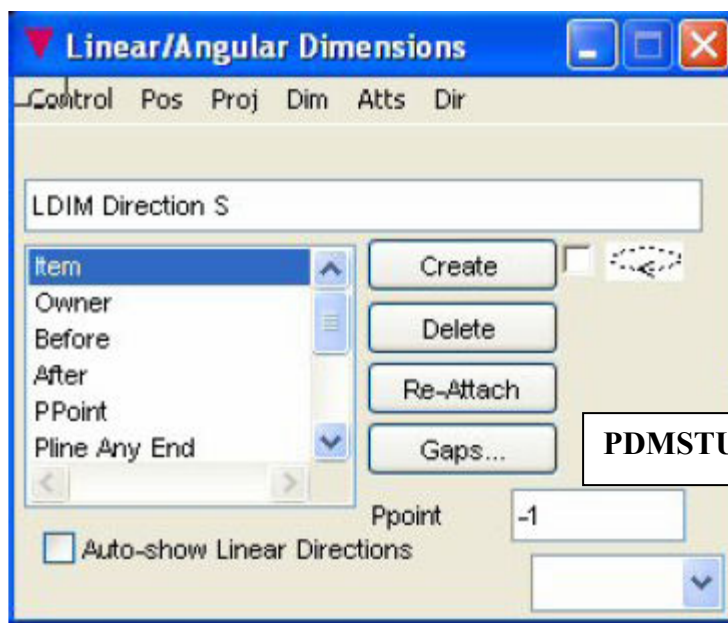 Linear/Angular Dimensions
Control Pos Proj Dim Atts Dir
LDIM Direction S
Item
Owner
Before
After
PPoint
Pline Any End
Create
Delete
Re-Attach
Gaps...
PDMSTU
Ppoint -1
Auto-show Linear Directions